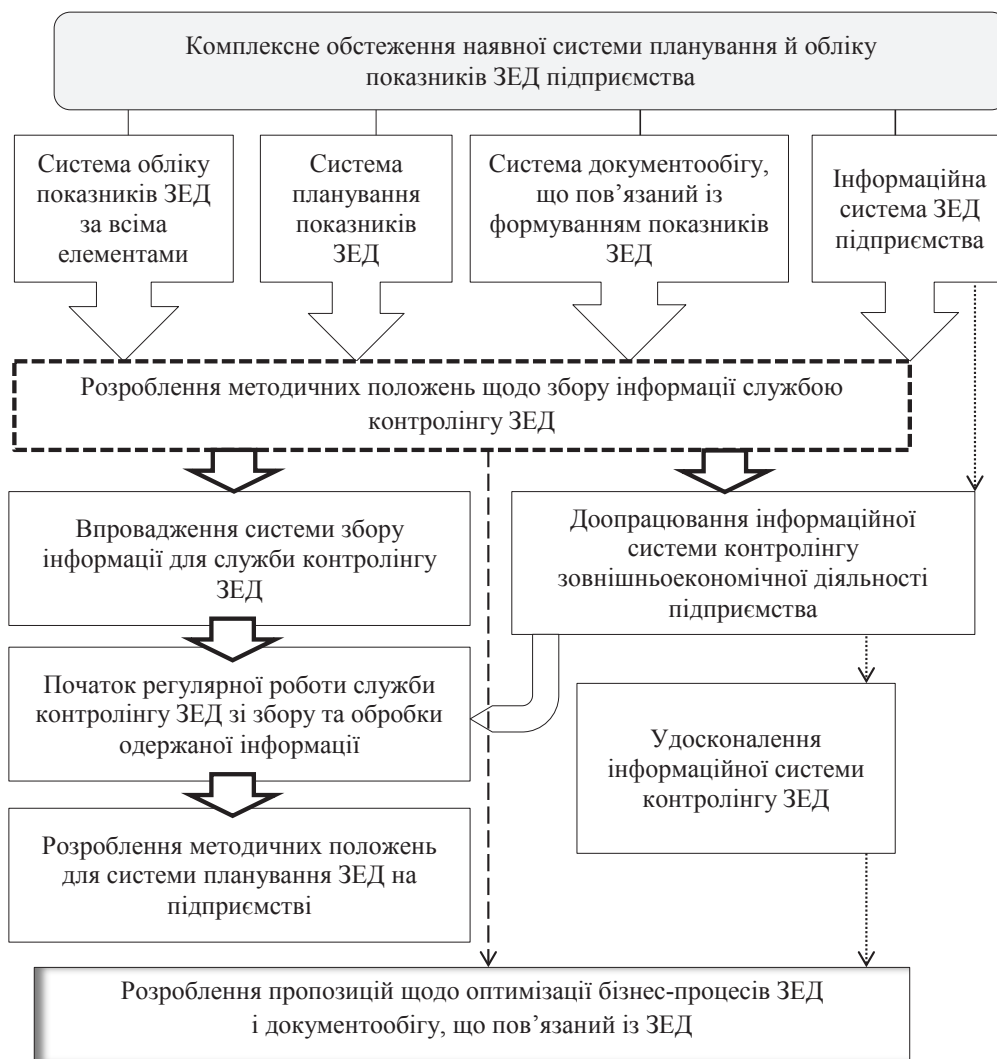 Комплексне обстеження наявної системи планування й обліку
показників ЗЕД підприємства
Система обліку
показників ЗЕД
за всіма
елементами
Система
планування
показників
ЗЕД
Система документообігу,
що пов’язаний із
формуванням показників
ЗЕД
Інформаційна
система ЗЕД
підприємства
Розроблення методичних положень щодо збору інформації службою
контролінгу ЗЕД
Впровадження системи збору
інформації для служби контролінгу
ЗЕД
Доопрацювання інформаційної
системи контролінгу
зовнішньоекономічної діяльності
підприємства
Початок регулярної роботи служби
контролінгу ЗЕД зі збору та обробки
одержаної інформації
Удосконалення
інформаційної системи
контролінгу ЗЕД
Розроблення методичних положень
для системи планування ЗЕД на
підприємстві
Розроблення пропозицій щодо оптимізації бізнес-процесів ЗЕД
і документообігу, що пов’язаний із ЗЕД